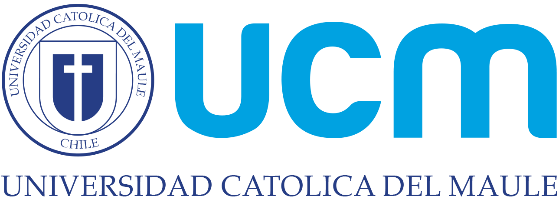 UNIVERSIDAD CATOLICA DEL MAULE
CHILE
ucm
UNIVERSIDAD CATOLICA DEL MAULE